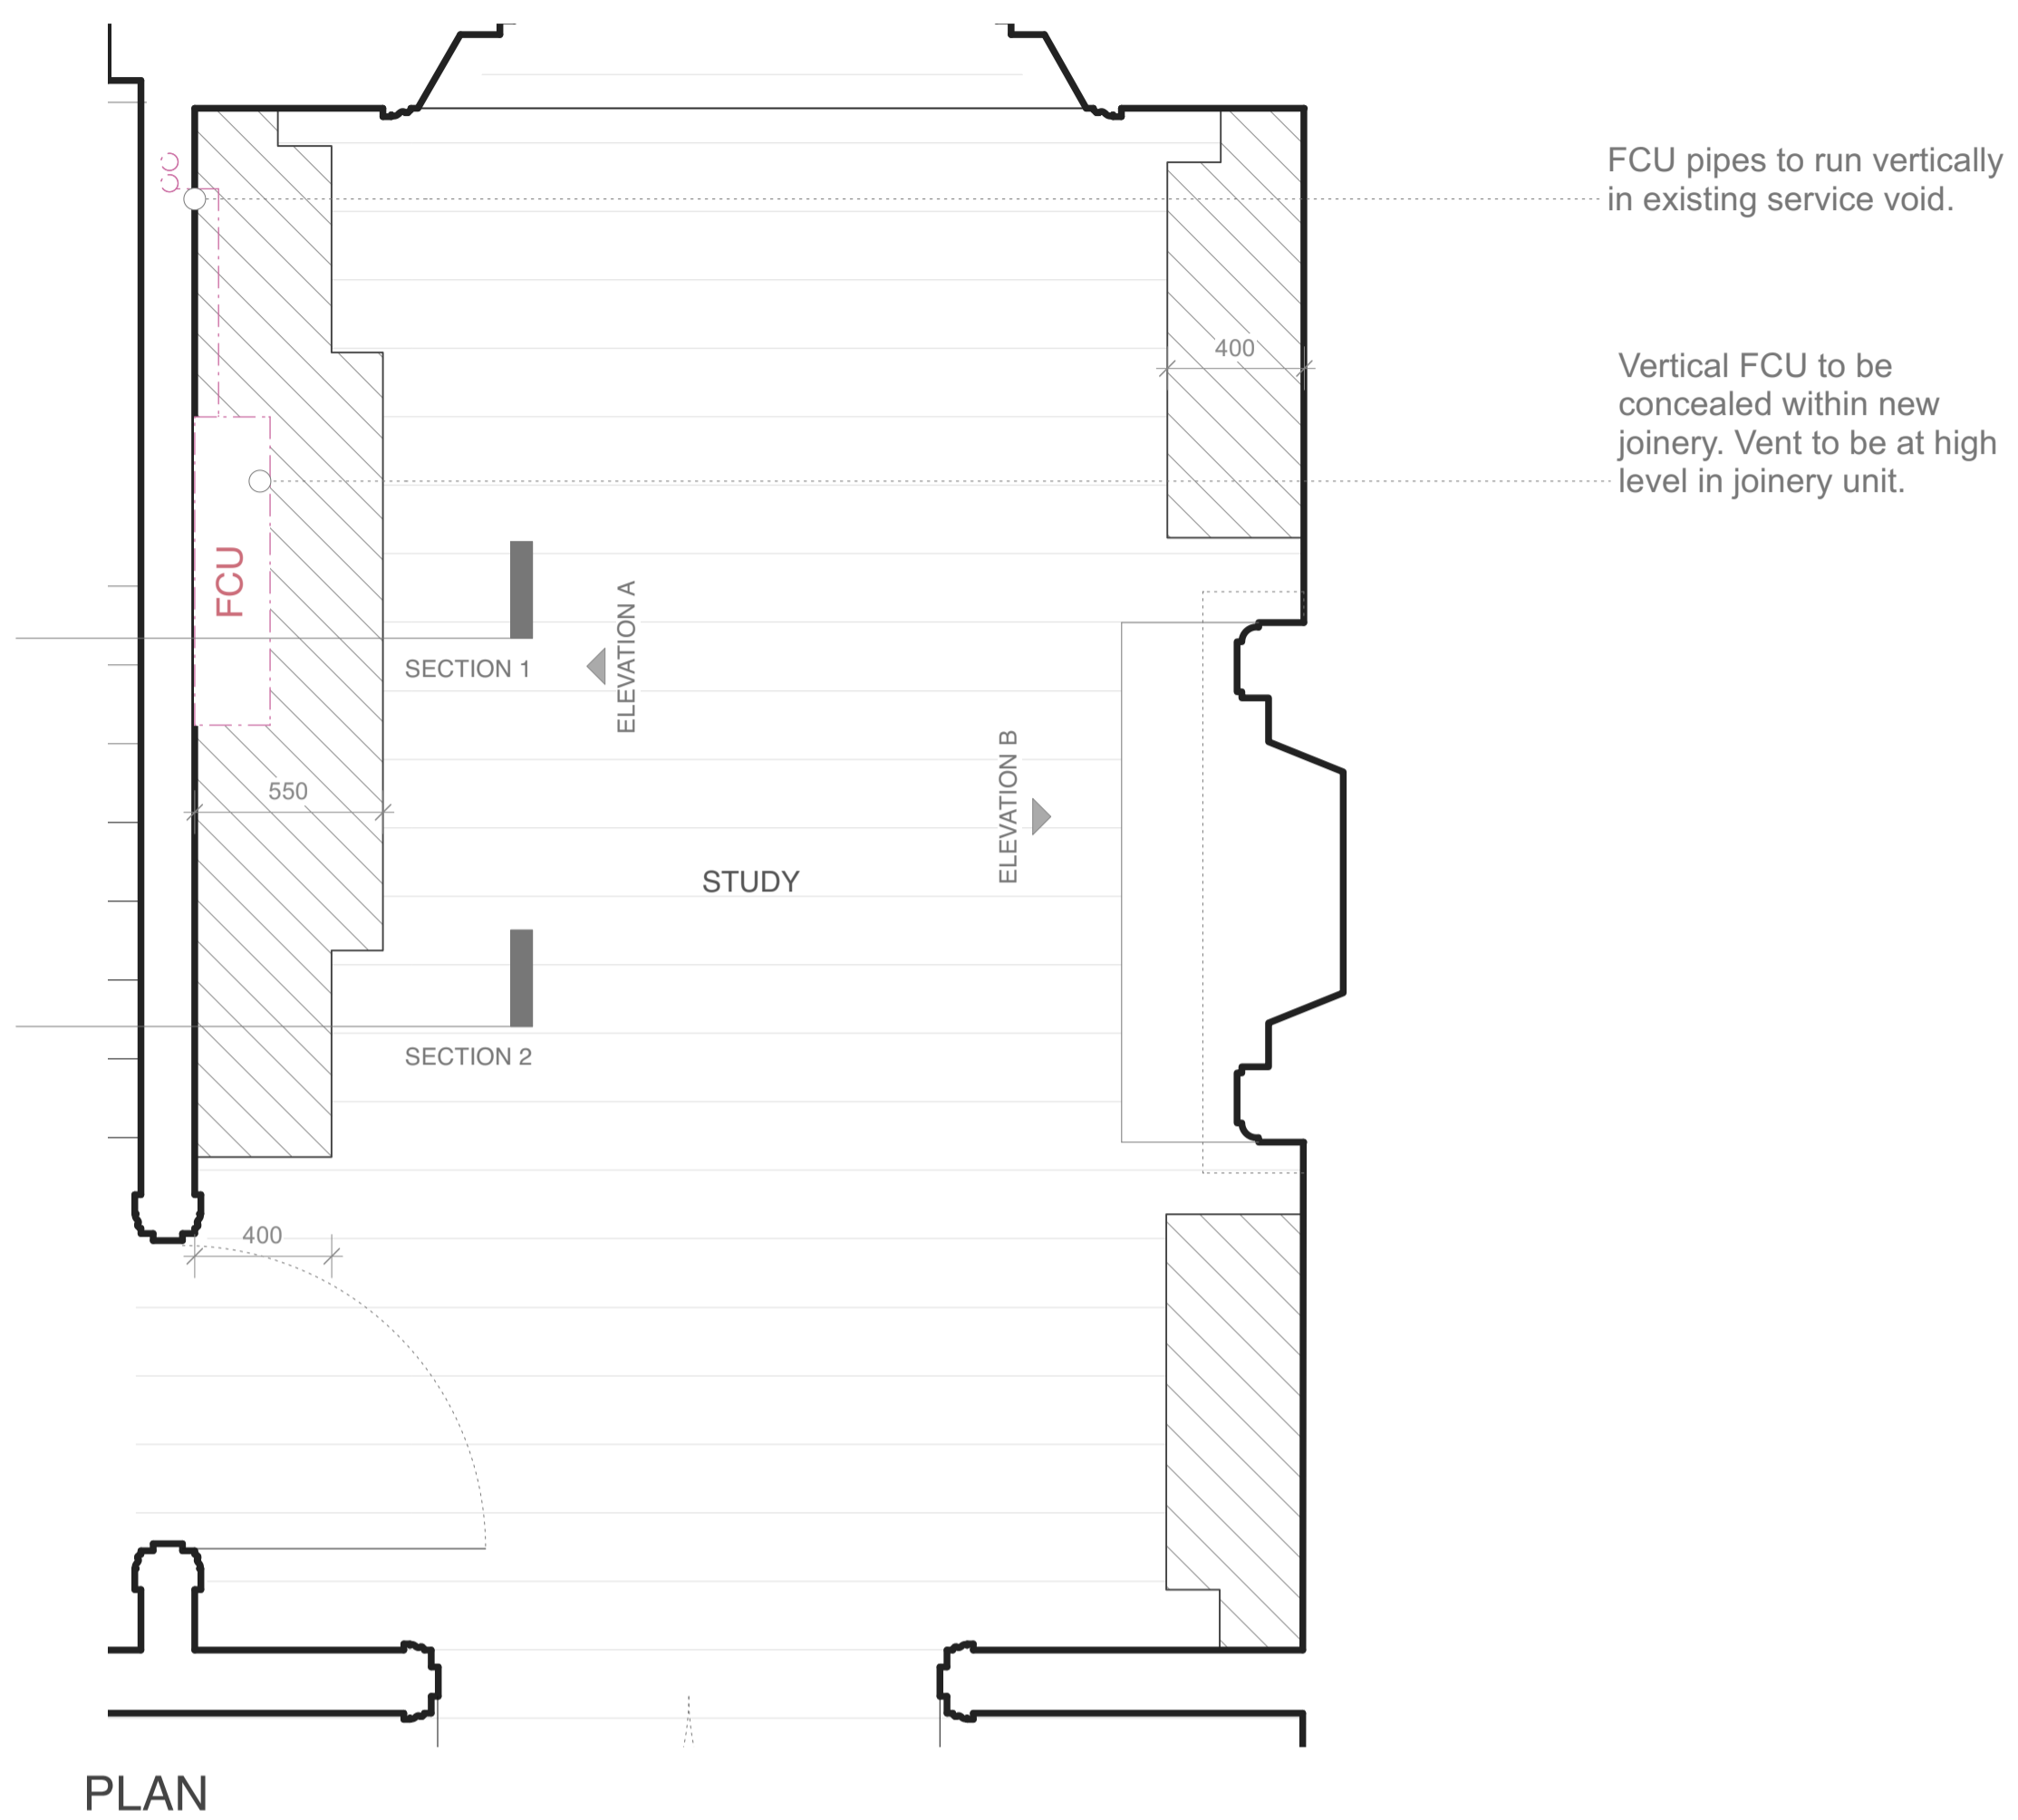 FCU pipes to run vertically
in existing service void.
400
Vertical FCU to be
concealed within new
joinery. Vent to be at high
level in joinery unit.
FCU
SECTION 1
ELEVATION A
ELEVATION B
550
STUDY
SECTION 2
400
PLAN